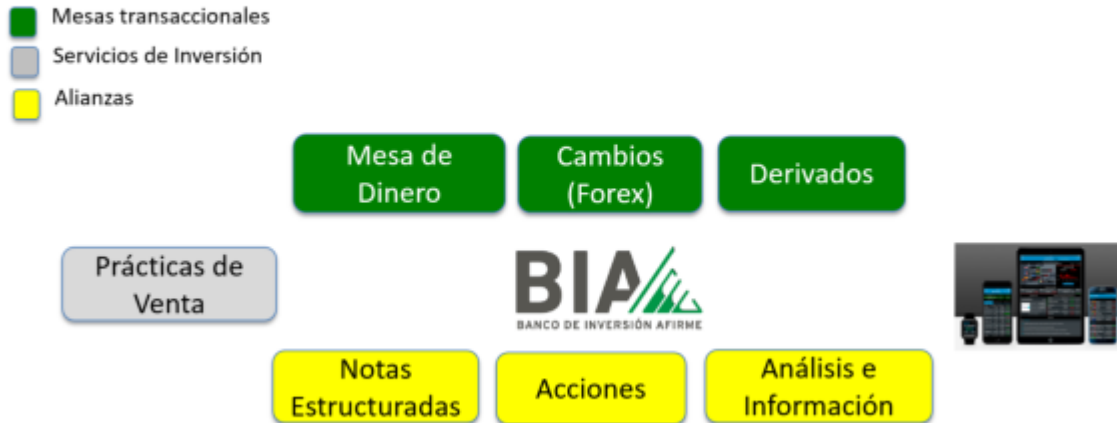 Mesas transaccionales
Servicios de Inversión
Alianzas
Mesa de
Dinero
Cambios
(Forex)
Derivados
Prácticas de
Venta
BIA
BANCO DE INVERSIÓN AFIRME
Notas
Estructuradas
Acciones
Análisis e
Información